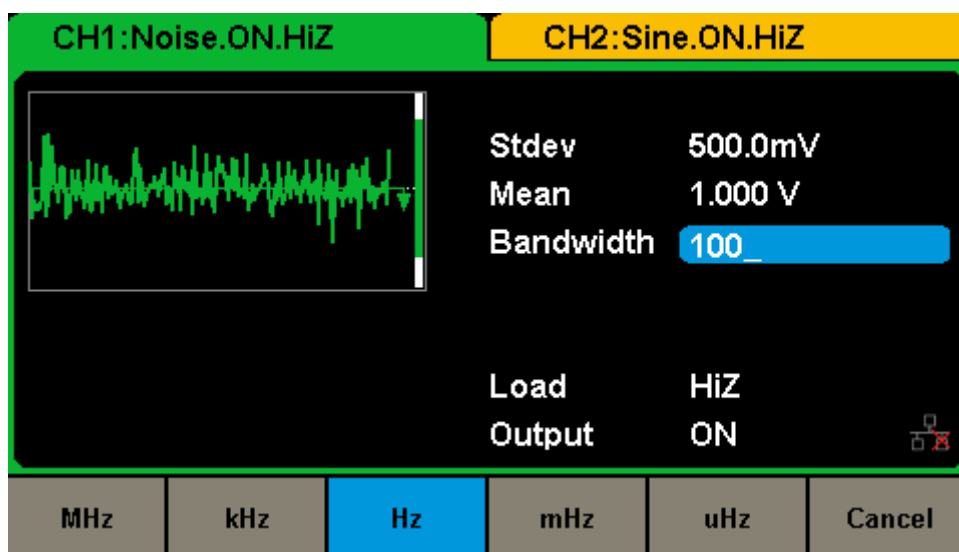 CH1:Noise.ON.HiZ
CH2:Sine.ON.HiZ
Stdev 500.0mV
Mean 1.000 V
Bandwidth 100_
Load HiZ
Output ON
MHz kHz Hz mHz uHz Cancel